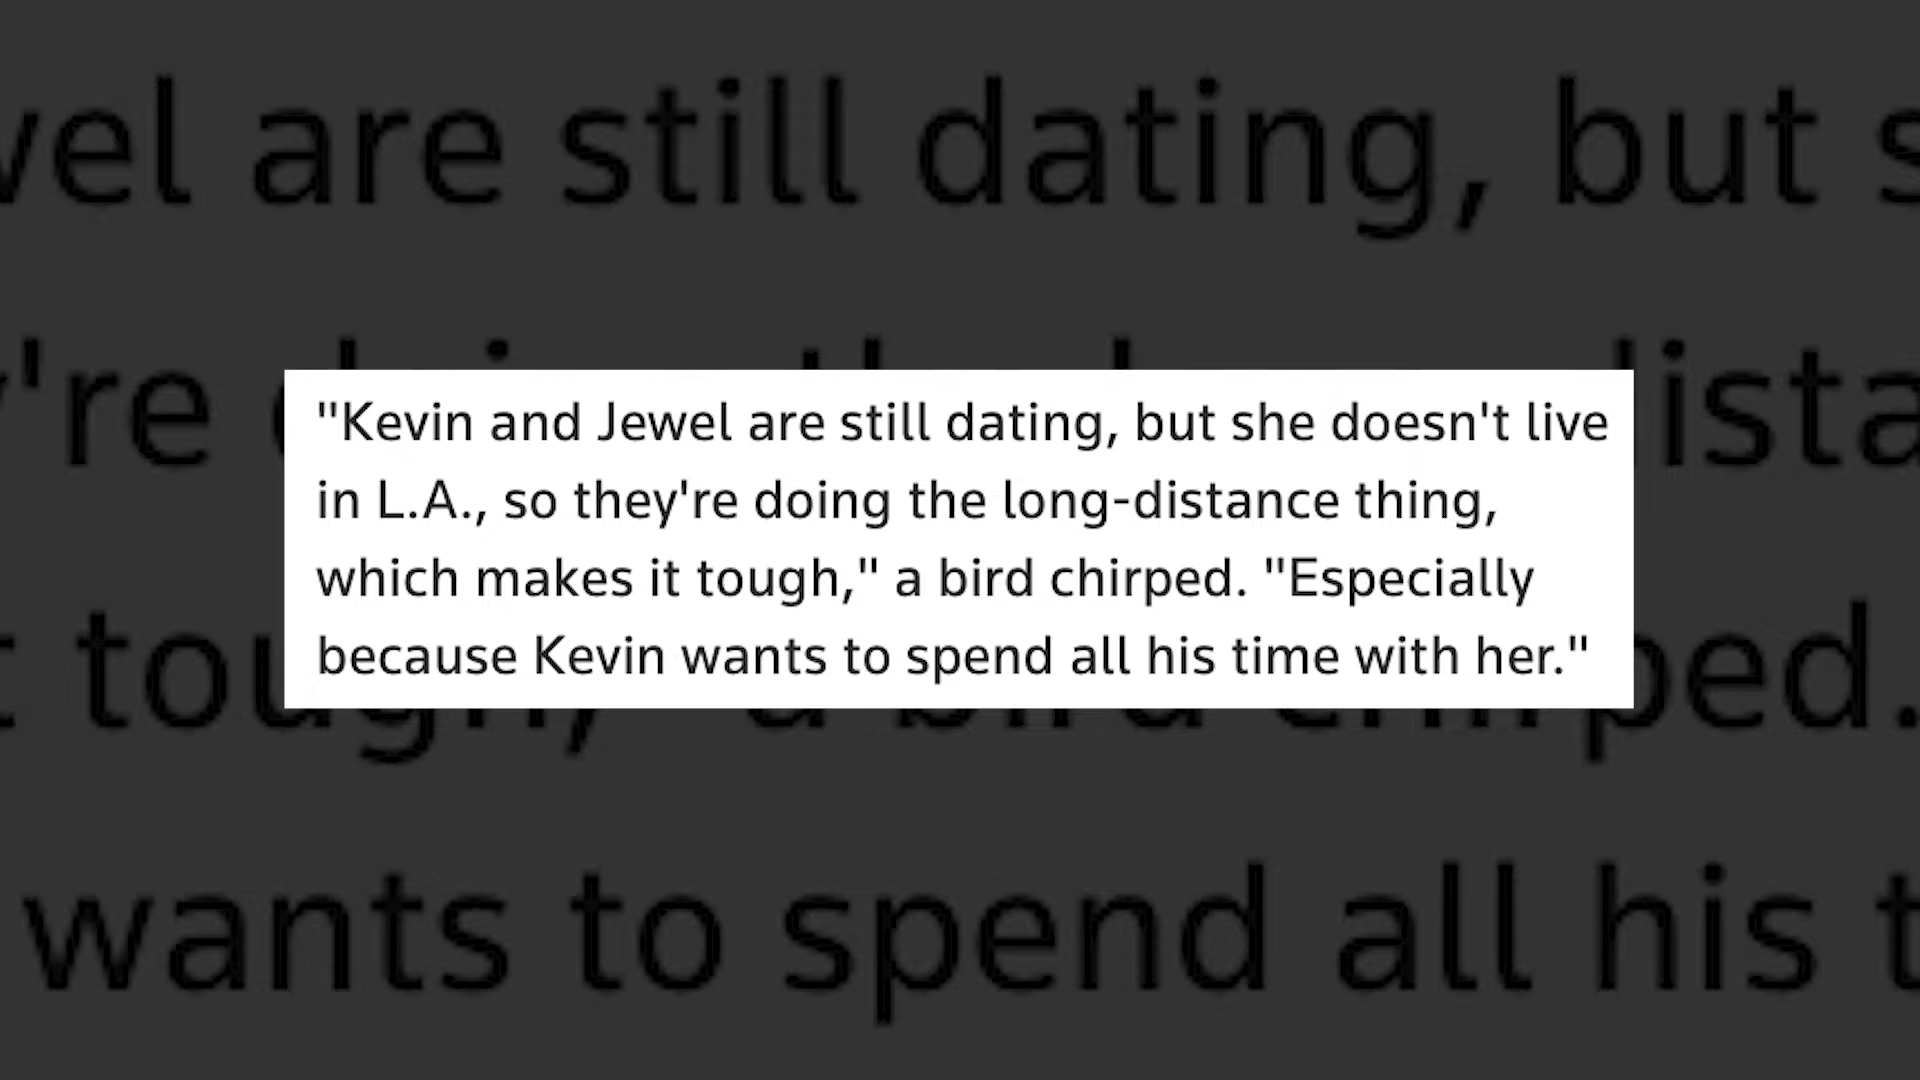 "Kevin and Jewel are still dating, but she doesn't live
in L.A., so they're doing the long-distance thing,
which makes it tough," a bird chirped. "Especially
because Kevin wants to spend all his time with her."